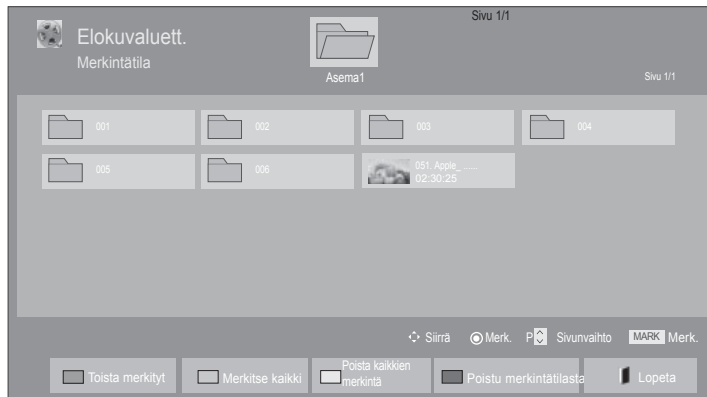 Sivu 1/1
Elokuvaluett.
Merkintätila
Asema1
Sivu 1/1
001
002
003
004
005
006
051. Apple_ ......
02:30:25
Siirrä
Merk.
P
Sivunvaihto
MARK Merk.
Toista merkityt
Merkitse kaikki
Poista kaikkien
merkintä
Poistu merkintätilasta
Lopeta